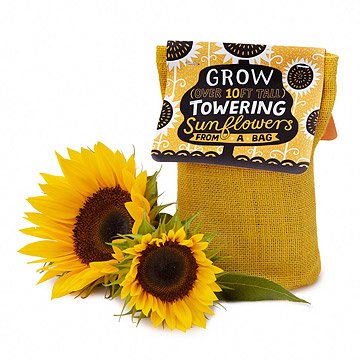 GROW
(OVER 10FT TALL)
TOWERING
Sunflowers
FROM A BAG